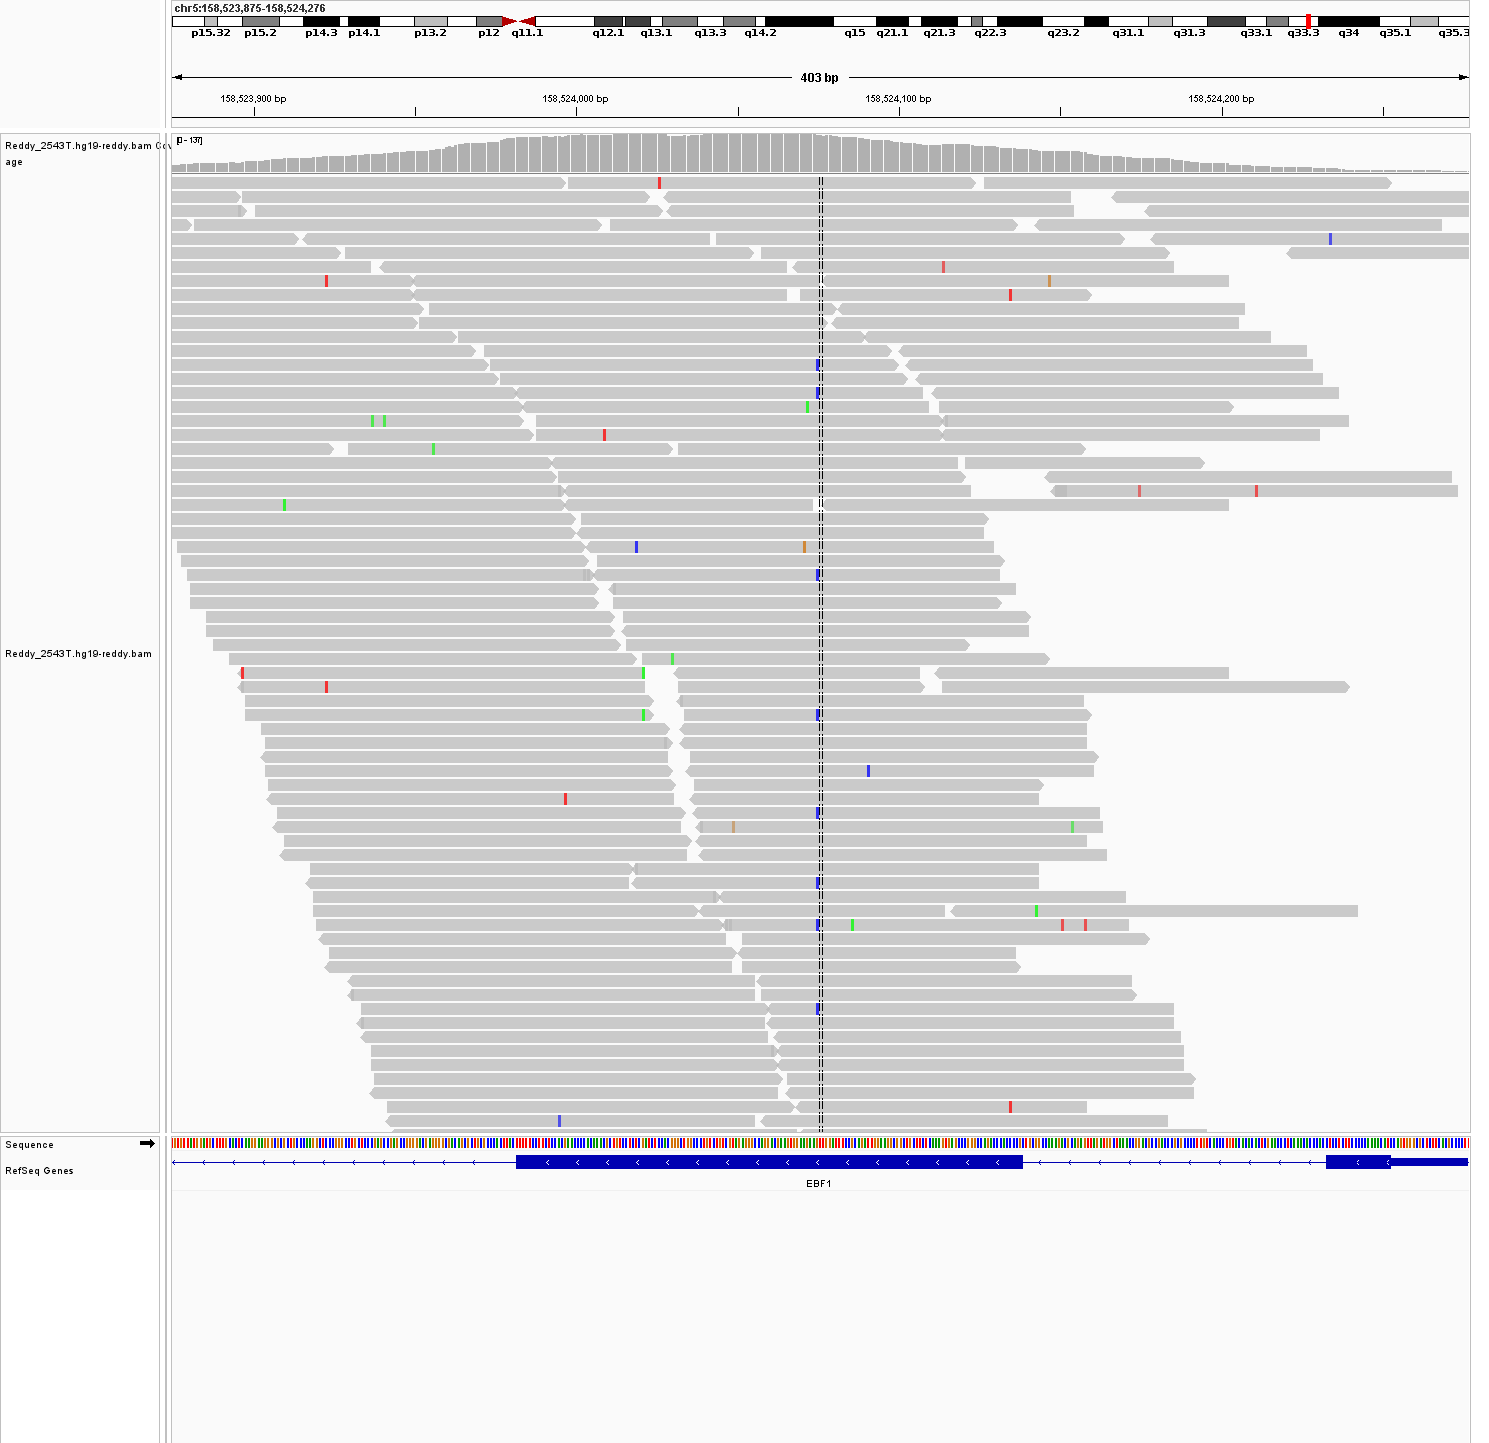 chr5:158,523,875-158,524,276
p15.32 p15.2 p14.3 p14.1 p13.2 p12 q11.1 q12.1 q13.1 q13.3 q14.2 q15 q21.1 q21.3 q22.3 q23.2 q31.1 q31.3 q33.1 q33.3 q34 q35.1 q35.3
403 bp
158,523,900 bp 158,524,000 bp 158,524,100 bp 158,524,200 bp
[0 - 137]
Reddy_2543T.hg19-reddy.bam Cov
age
Reddy_2543T.hg19-reddy.bam
Sequence
RefSeq Genes
EBF1